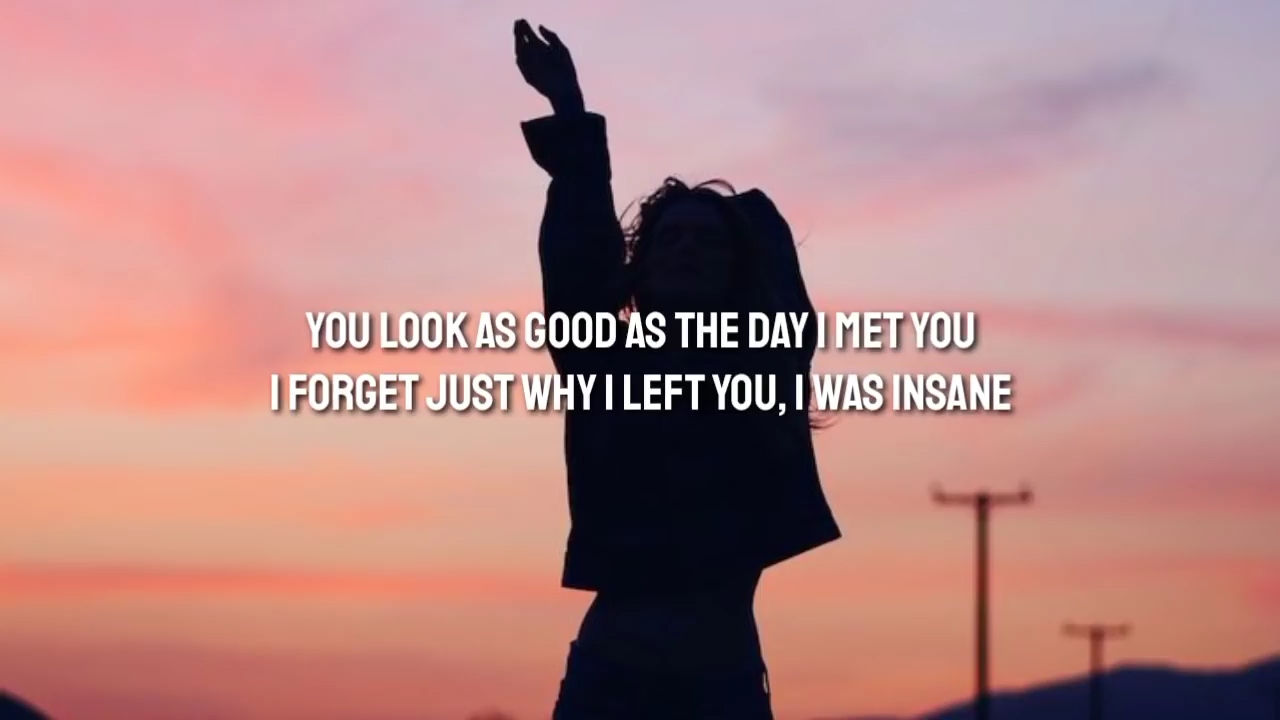 YOU LOOK AS GOOD AS THE DAY I MET YOU
I FORGET JUST WHY I LEFT YOU, I WAS INSANE